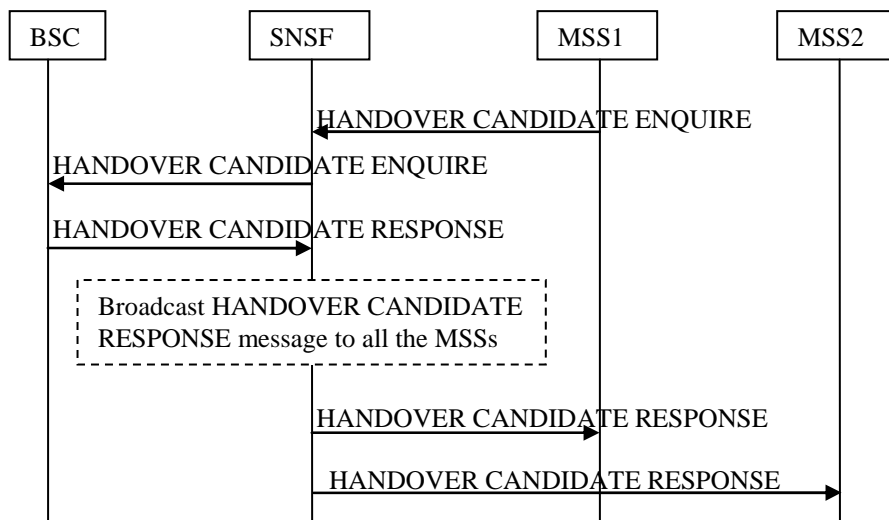 BSC
SNSF
MSS1
MSS2
HANDOVER CANDIDATE ENQUIRE
HANDOVER CANDIDATE ENQUIRE
HANDOVER CANDIDATE RESPONSE
Broadcast HANDOVER CANDIDATE
RESPONSE message to all the MSSs
HANDOVER CANDIDATE RESPONSE
HANDOVER CANDIDATE RESPONSE